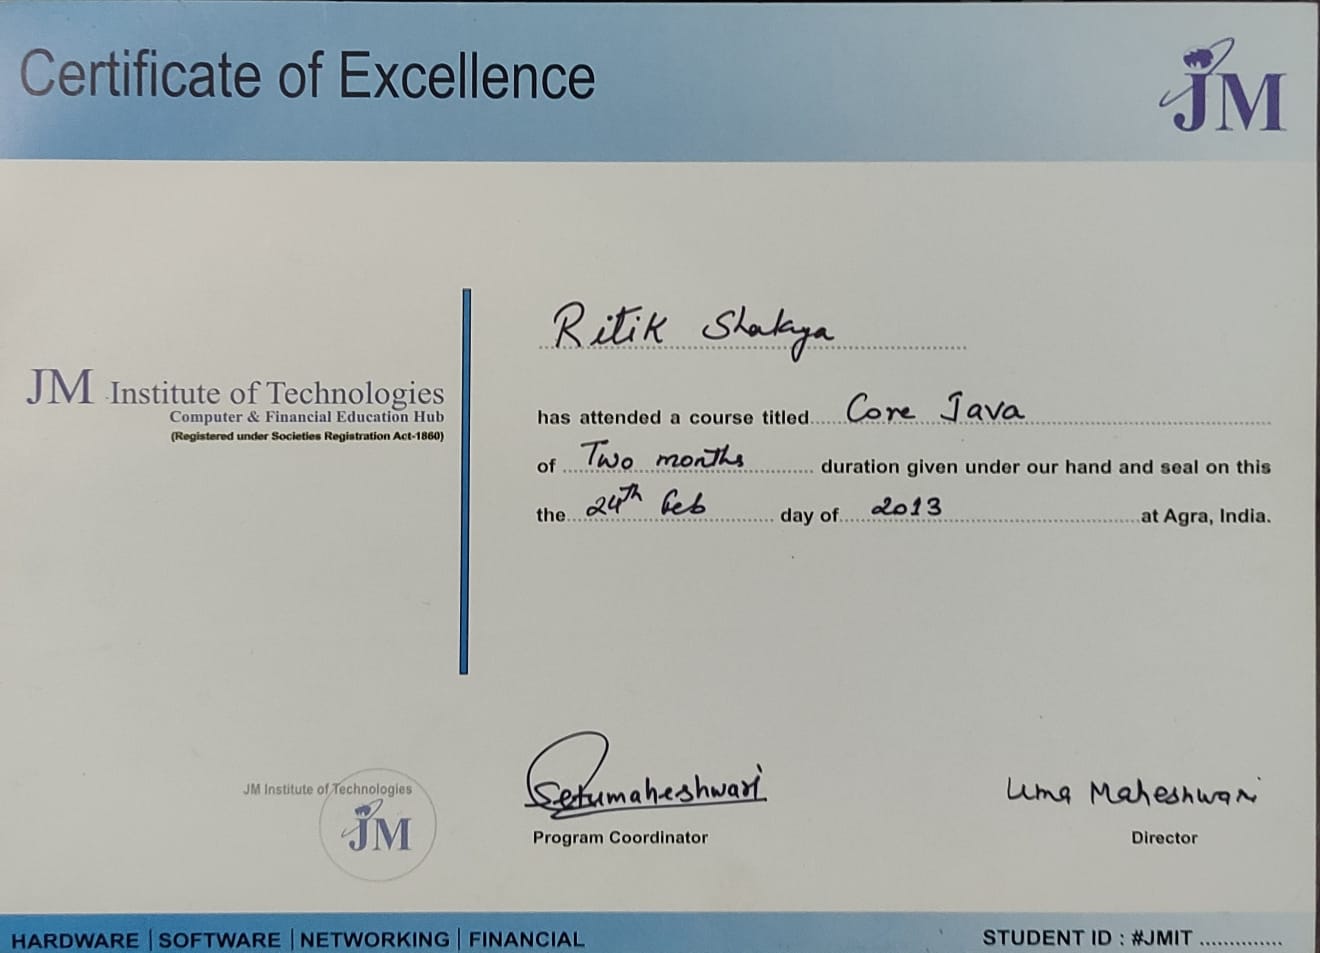 Certificate of Excellence
JM
Ritik Shakya
JM Institute of Technologies
Computer & Financial Education Hub
(Registered under Societies Registration Act-1860)
has attended a course titled Core Java
of Two months duration given under our hand and seal on this
the 24th Feb day of 2013 at Agra, India.
JM Institute of Technologies
JM
Setumaheshwari
Program Coordinator
Uma Maheshwari
Director
HARDWARE | SOFTWARE | NETWORKING | FINANCIAL
STUDENT ID : #JMIT ..............